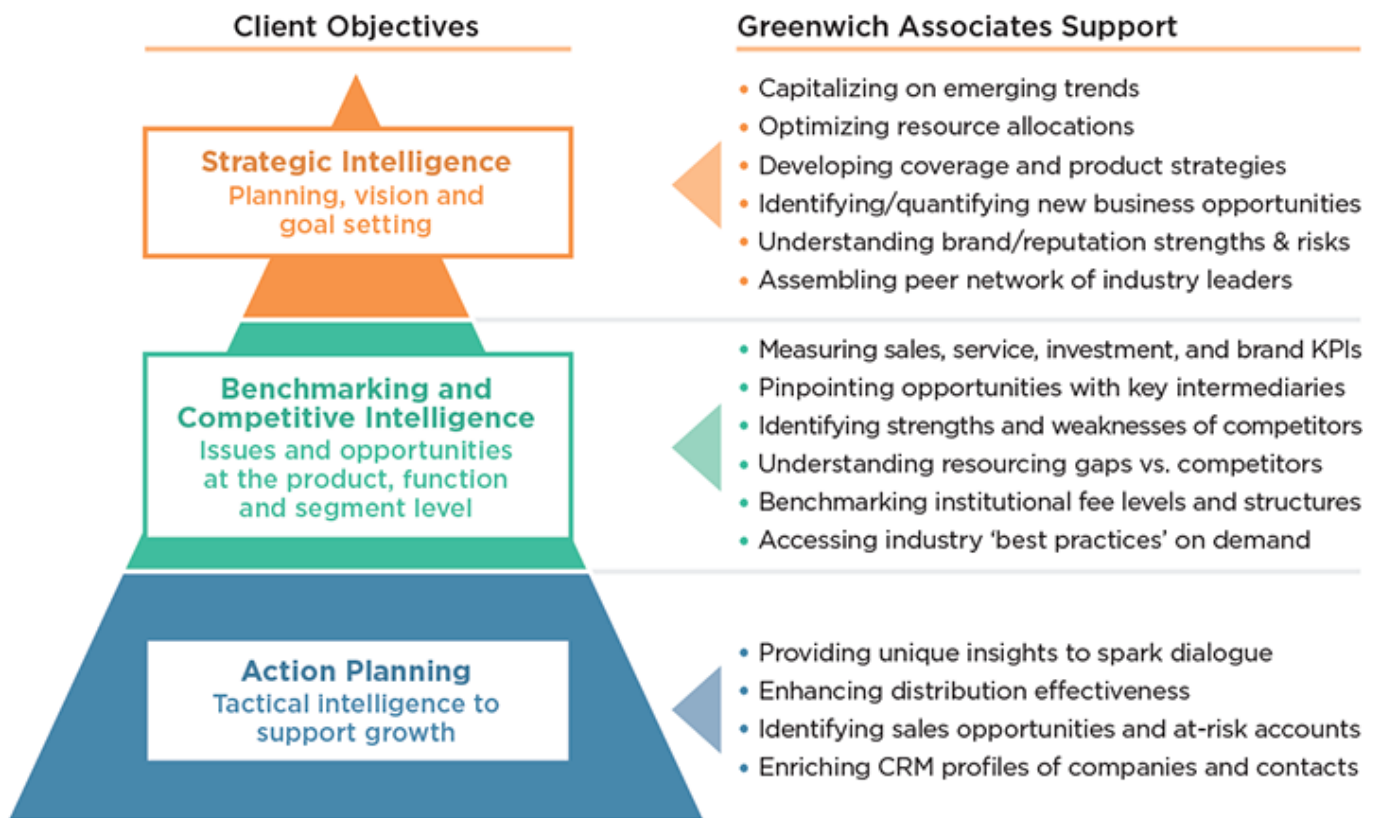 Client Objectives
Greenwich Associates Support
Strategic Intelligence
Planning, vision and
goal setting
• Capitalizing on emerging trends
• Optimizing resource allocations
• Developing coverage and product strategies
• Identifying/quantifying new business opportunities
• Understanding brand/reputation strengths & risks
• Assembling peer network of industry leaders
Benchmarking and
Competitive Intelligence
Issues and opportunities
at the product, function
and segment level
• Measuring sales, service, investment, and brand KPIs
• Pinpointing opportunities with key intermediaries
• Identifying strengths and weaknesses of competitors
• Understanding resourcing gaps vs. competitors
• Benchmarking institutional fee levels and structures
• Accessing industry ‘best practices’ on demand
Action Planning
Tactical intelligence to
support growth
• Providing unique insights to spark dialogue
• Enhancing distribution effectiveness
• Identifying sales opportunities and at-risk accounts
• Enriching CRM profiles of companies and contacts